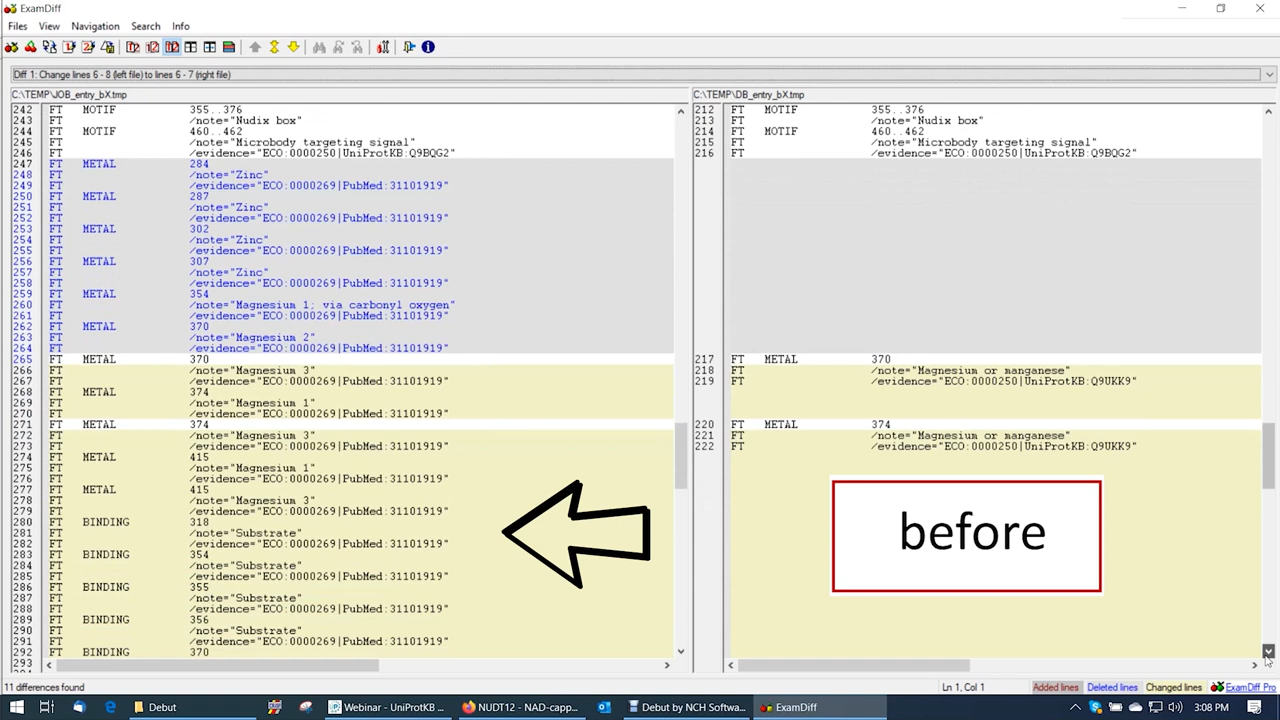 ExamDiff
Files View Navigation Search Info
Diff 1: Change lines 6 - 8 (left file) to lines 6 - 7 (right file)
C:\TEMP\JOB_entry_bX.tmp
242 FT MOTIF 355..376
243 FT /note="Nudix box"
244 FT MOTIF 460..462
245 FT /note="Microbody targeting signal"
246 FT /evidence="ECO:0000250|UniProtKB:Q9BQG2"
247 FT METAL 284
248 FT /note="Zinc"
249 FT /evidence="ECO:0000269|PubMed:31101919"
250 FT METAL 287
251 FT /note="Zinc"
252 FT /evidence="ECO:0000269|PubMed:31101919"
253 FT METAL 302
254 FT /note="Zinc"
255 FT /evidence="ECO:0000269|PubMed:31101919"
256 FT METAL 307
257 FT /note="Zinc"
258 FT /evidence="ECO:0000269|PubMed:31101919"
259 FT METAL 354
260 FT /note="Magnesium 1; via carbonyl oxygen"
261 FT /evidence="ECO:0000269|PubMed:31101919"
262 FT METAL 370
263 FT /note="Magnesium 2"
264 FT /evidence="ECO:0000269|PubMed:31101919"
265 FT METAL 370
266 FT /note="Magnesium 3"
267 FT /evidence="ECO:0000269|PubMed:31101919"
268 FT METAL 374
269 FT /note="Magnesium 1"
270 FT /evidence="ECO:0000269|PubMed:31101919"
271 FT METAL 374
272 FT /note="Magnesium 3"
273 FT /evidence="ECO:0000269|PubMed:31101919"
274 FT METAL 415
275 FT /note="Magnesium 1"
276 FT /evidence="ECO:0000269|PubMed:31101919"
277 FT METAL 415
278 FT /note="Magnesium 3"
279 FT /evidence="ECO:0000269|PubMed:31101919"
280 FT BINDING 318
281 FT /note="Substrate"
282 FT /evidence="ECO:0000269|PubMed:31101919"
283 FT BINDING 354
284 FT /note="Substrate"
285 FT /evidence="ECO:0000269|PubMed:31101919"
286 FT BINDING 355
287 FT /note="Substrate"
288 FT /evidence="ECO:0000269|PubMed:31101919"
289 FT BINDING 356
290 FT /note="Substrate"
291 FT /evidence="ECO:0000269|PubMed:31101919"
292 FT BINDING 370
293
C:\TEMP\DB_entry_bX.tmp
212 FT MOTIF 355..376
213 FT /note="Nudix box"
214 FT MOTIF 460..462
215 FT /note="Microbody targeting signal"
216 FT /evidence="ECO:0000250|UniProtKB:Q9BQG2"
217 FT METAL 370
218 FT /note="Magnesium or manganese"
219 FT /evidence="ECO:0000250|UniProtKB:Q9UKK9"
220 FT METAL 374
221 FT /note="Magnesium or manganese"
222 FT /evidence="ECO:0000250|UniProtKB:Q9UKK9"
before
11 differences found Ln 1, Col 1 Added lines Deleted lines Changed lines ExamDiff Pro
Debut Webinar - UniProtKB ... NUDT12 - NAD-capp... Debut by NCH Softwa... ExamDiff 3:08 PM